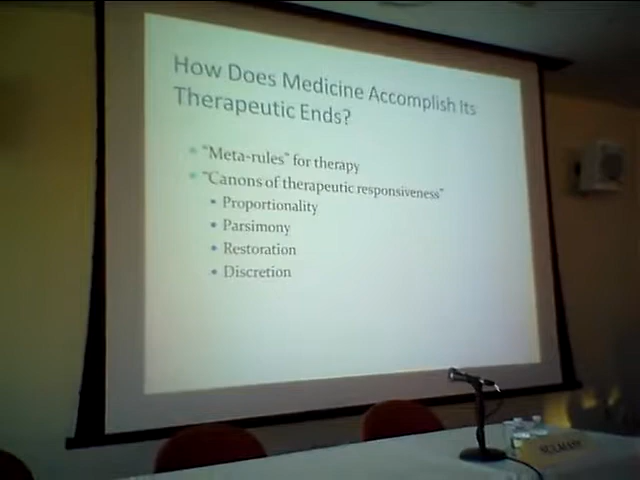 How Does Medicine Accomplish Its
Therapeutic Ends?
"Meta-rules" for therapy
"Canons of therapeutic responsiveness"
Proportionality
Parsimony
Restoration
Discretion
SULMASY